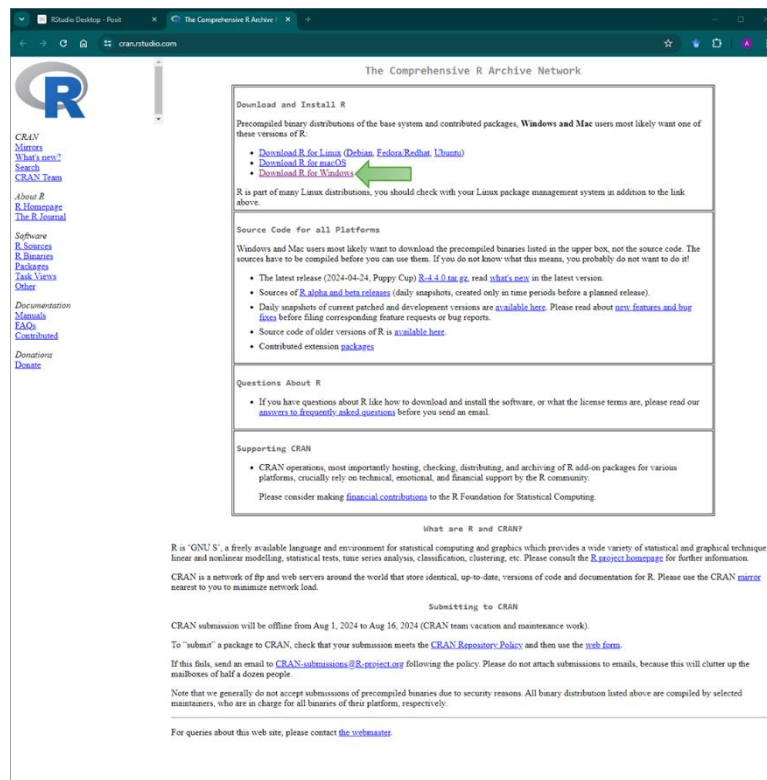 RStudio Desktop - Posit
The Comprehensive R Archive
cran.rstudio.com
The Comprehensive R Archive Network
R
CRAN
Mirrors
What's new?
Search
CRAN Team
About R
R Homepage
The R Journal
Software
R Sources
R Binaries
Packages
Task Views
Other
Documentation
Manuals
FAQs
Contributed
Donations
Donate
Download and Install R
Precompiled binary distributions of the base system and contributed packages, Windows and Mac users most likely want one of
these versions of R:
• Download R for Linux (Debian, Fedora/Redhat, Ubuntu)
• Download R for macOS
• Download R for Windows
R is part of many Linux distributions, you should check with your Linux package management system in addition to the link
above.
Source Code for all Platforms
Windows and Mac users most likely want to download the precompiled binaries listed in the upper box, not the source code. The
sources have to be compiled before you can use them. If you do not know what this means, you probably do not want to do it!
• The latest release (2024-04-24, Puppy Cup) R-4.4.0.tar.gz, read what's new in the latest version.
• Sources of R alpha and beta releases (daily snapshots, created only in time periods before a planned release).
• Daily snapshots of current patched and development versions are available here. Please read about new features and bug
fixes before filing corresponding feature requests or bug reports.
• Source code of older versions of R is available here.
• Contributed extension packages
Questions About R
• If you have questions about R like how to download and install the software, or what the license terms are, please read our
answers to frequently asked questions before you send an email.
Supporting CRAN
• CRAN operations, most importantly hosting, checking, distributing, and archiving of R add-on packages for various
platforms, crucially rely on technical, emotional, and financial support by the R community.
Please consider making financial contributions to the R Foundation for Statistical Computing.
What are R and CRAN?
R is 'GNU S', a freely available language and environment for statistical computing and graphics which provides a wide variety of statistical and graphical technique
linear and nonlinear modelling, statistical tests, time series analysis, classification, clustering, etc. Please consult the R project homepage for further information.
CRAN is a network of ftp and web servers around the world that store identical, up-to-date, versions of code and documentation for R. Please use the CRAN mirror
nearest to you to minimize network load.
Submitting to CRAN
CRAN submission will be offline from Aug 1, 2024 to Aug 16, 2024 (CRAN team vacation and maintenance work).
To "submit" a package to CRAN, check that your submission meets the CRAN Repository Policy and then use the web form.
If this fails, send an email to CRAN-submissions@R-project.org following the policy. Please do not attach submissions to emails, because this will clutter up the
mailboxes of half a dozen people.
Note that we generally do not accept submissions of precompiled binaries due to security reasons. All binary distribution listed above are compiled by selected
maintainers, who are in charge for all binaries of their platform, respectively.
For queries about this web site, please contact the webmaster.